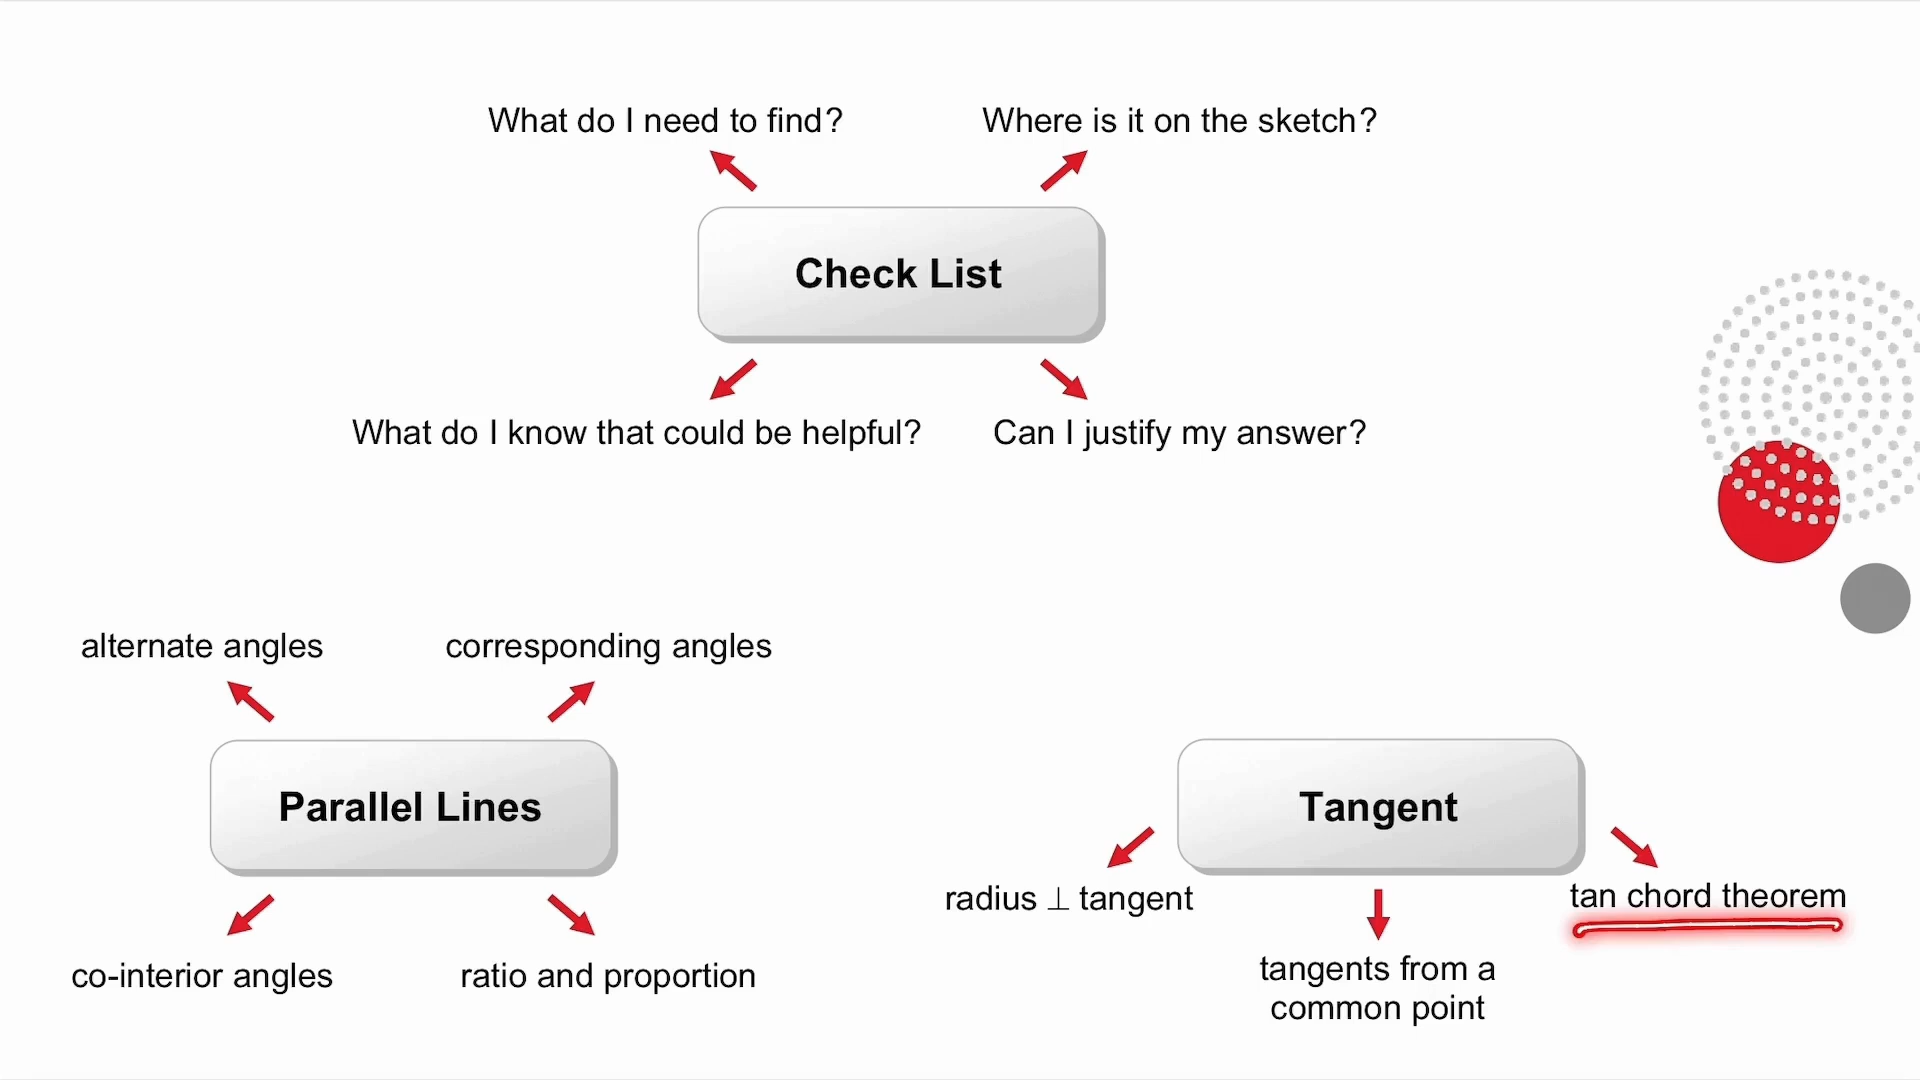 What do I need to find?
Where is it on the sketch?
Check List
What do I know that could be helpful?
Can I justify my answer?
alternate angles
corresponding angles
Parallel Lines
co-interior angles
ratio and proportion
Tangent
radius ⊥ tangent
tangents from a
common point
tan chord theorem